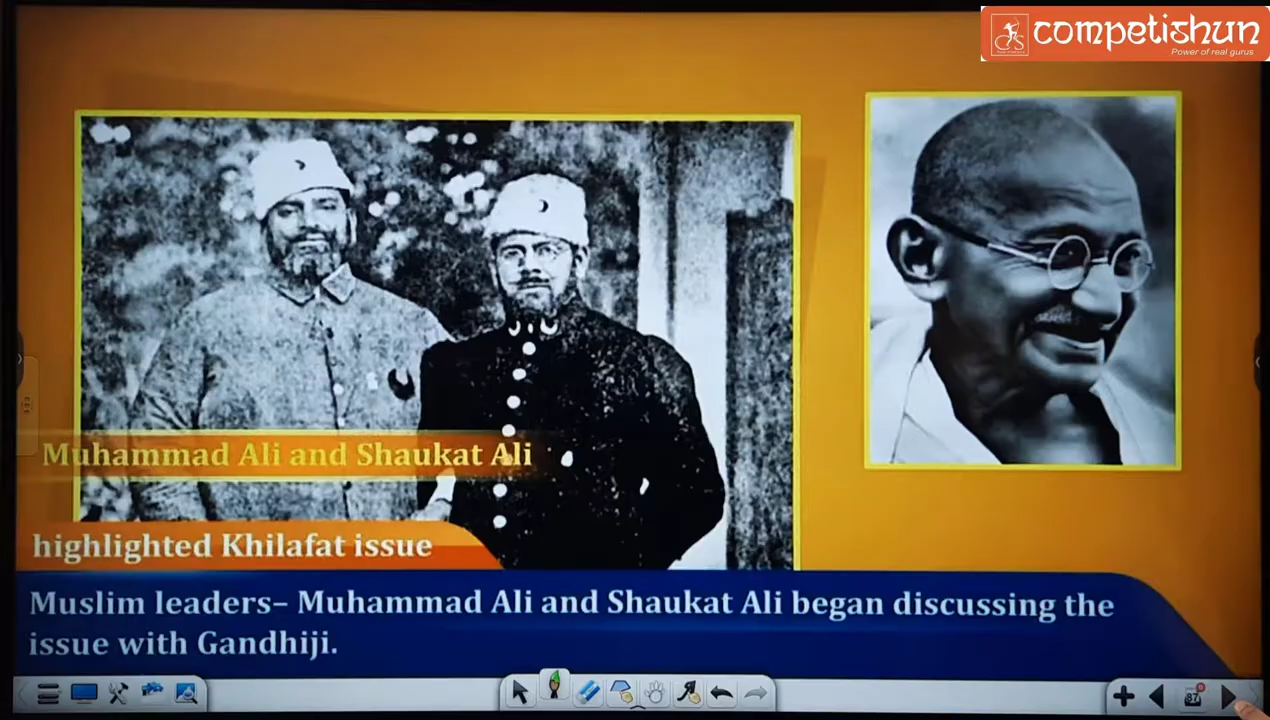 competishun
Power of real gurus
Muhammad Ali and Shaukat Ali
highlighted Khilafat issue
Muslim leaders– Muhammad Ali and Shaukat Ali began discussing the
issue with Gandhiji.
87